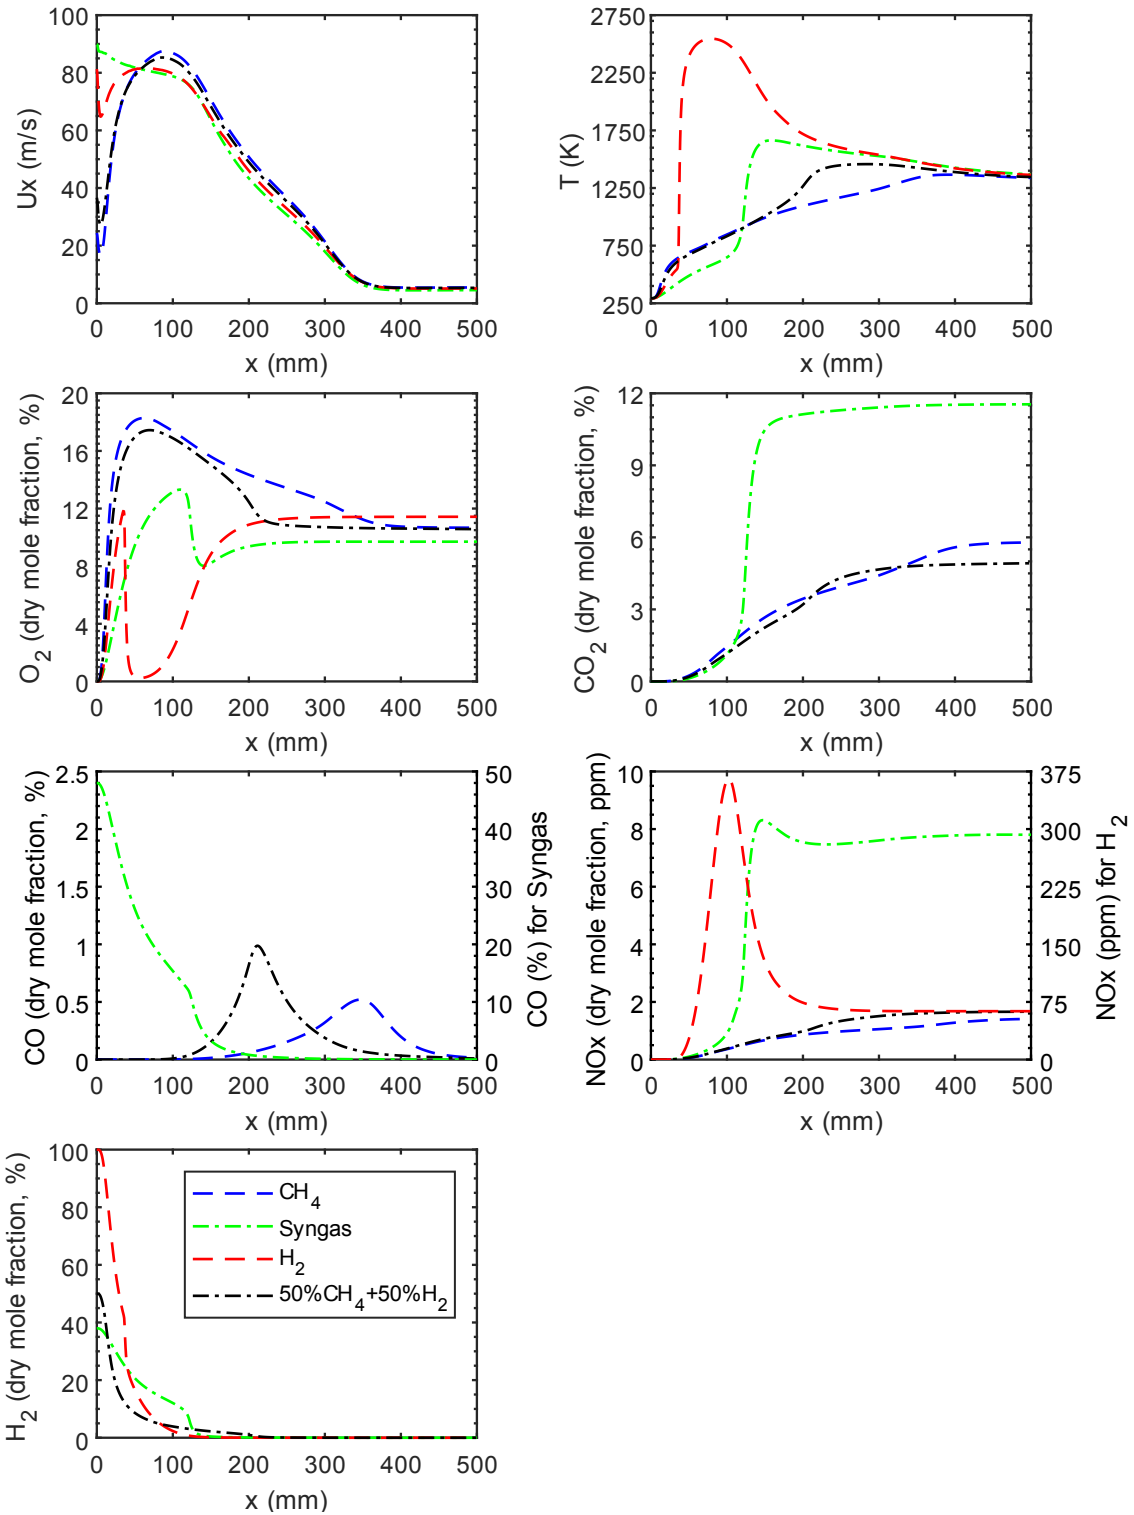 Ux (m/s)
100
80
60
40
20
0
0 100 200 300 400 500
x (mm)
T (K)
2750
2250
1750
1250
750
250
0 100 200 300 400 500
x (mm)
O2 (dry mole fraction, %)
20
16
12
8
4
0
0 100 200 300 400 500
x (mm)
CO2 (dry mole fraction, %)
12
9
6
3
0
0 100 200 300 400 500
x (mm)
CO (dry mole fraction, %)
2.5
2
1.5
1
0.5
0
0 100 200 300 400 500
x (mm)
50
40
30
20
10
0
CO (%) for Syngas
NOx (dry mole fraction, ppm)
10
8
6
4
2
0
0 100 200 300 400 500
x (mm)
375
300
225
150
75
0
NOx (ppm) for H2
H2 (dry mole fraction, %)
100
80
60
40
20
0
0 100 200 300 400 500
x (mm)
CH4
Syngas
H2
50%CH4+50%H2